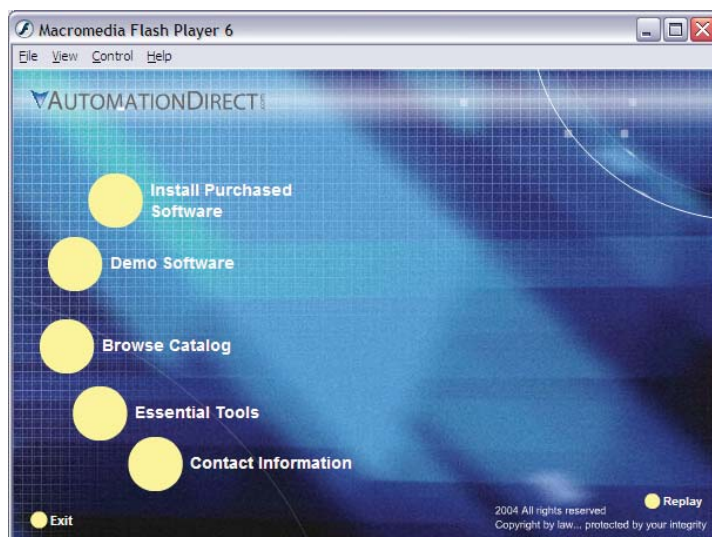 Macromedia Flash Player 6
File View Control Help
AUTOMATIONDIRECT.com
Install Purchased
Software
Demo Software
Browse Catalog
Essential Tools
Contact Information
Exit
Replay
2004 All rights reserved
Copyright by law... protected by your integrity